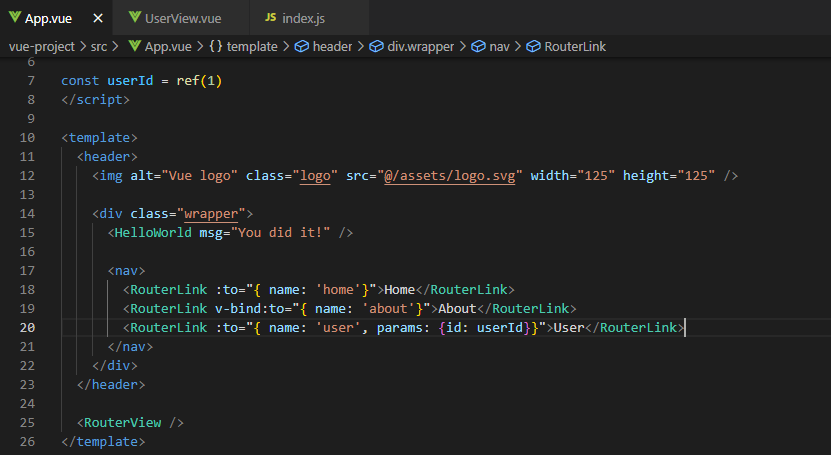 App.vue × UserView.vue JS index.js
vue-project > src > App.vue > {} template > header > div.wrapper > nav > RouterLink
6
7 const userId = ref(1)
8 </script>
9
10 <template>
11 <header>
12 <img alt="Vue logo" class="logo" src="@/assets/logo.svg" width="125" height="125" />
13
14 <div class="wrapper">
15 <HelloWorld msg="You did it!" />
16
17 <nav>
18 <RouterLink :to="{ name: 'home'}">Home</RouterLink>
19 <RouterLink v-bind:to="{ name: 'about'}">About</RouterLink>
20 <RouterLink :to="{ name: 'user', params: {id: userId}}">User</RouterLink>
21 </nav>
22 </div>
23 </header>
24
25 <RouterView />
26 </template>